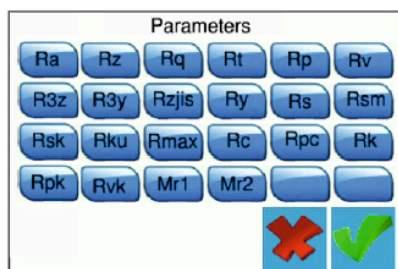 Parameters
Ra Rz Rq Rt Rp Rv
R3z R3y Rzjis Ry Rs Rsm
Rsk Rku Rmax Rc Rpc Rk
Rpk Rvk Mr1 Mr2